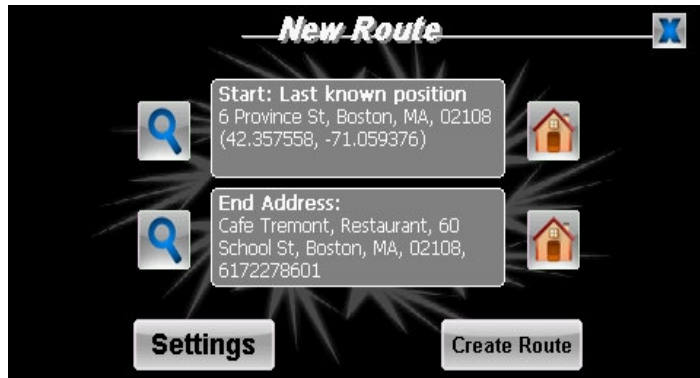 New Route
X
Start: Last known position
6 Province St, Boston, MA, 02108
(42.357558, -71.059376)
End Address:
Cafe Tremont, Restaurant, 60
School St, Boston, MA, 02108,
6172278601
Settings
Create Route